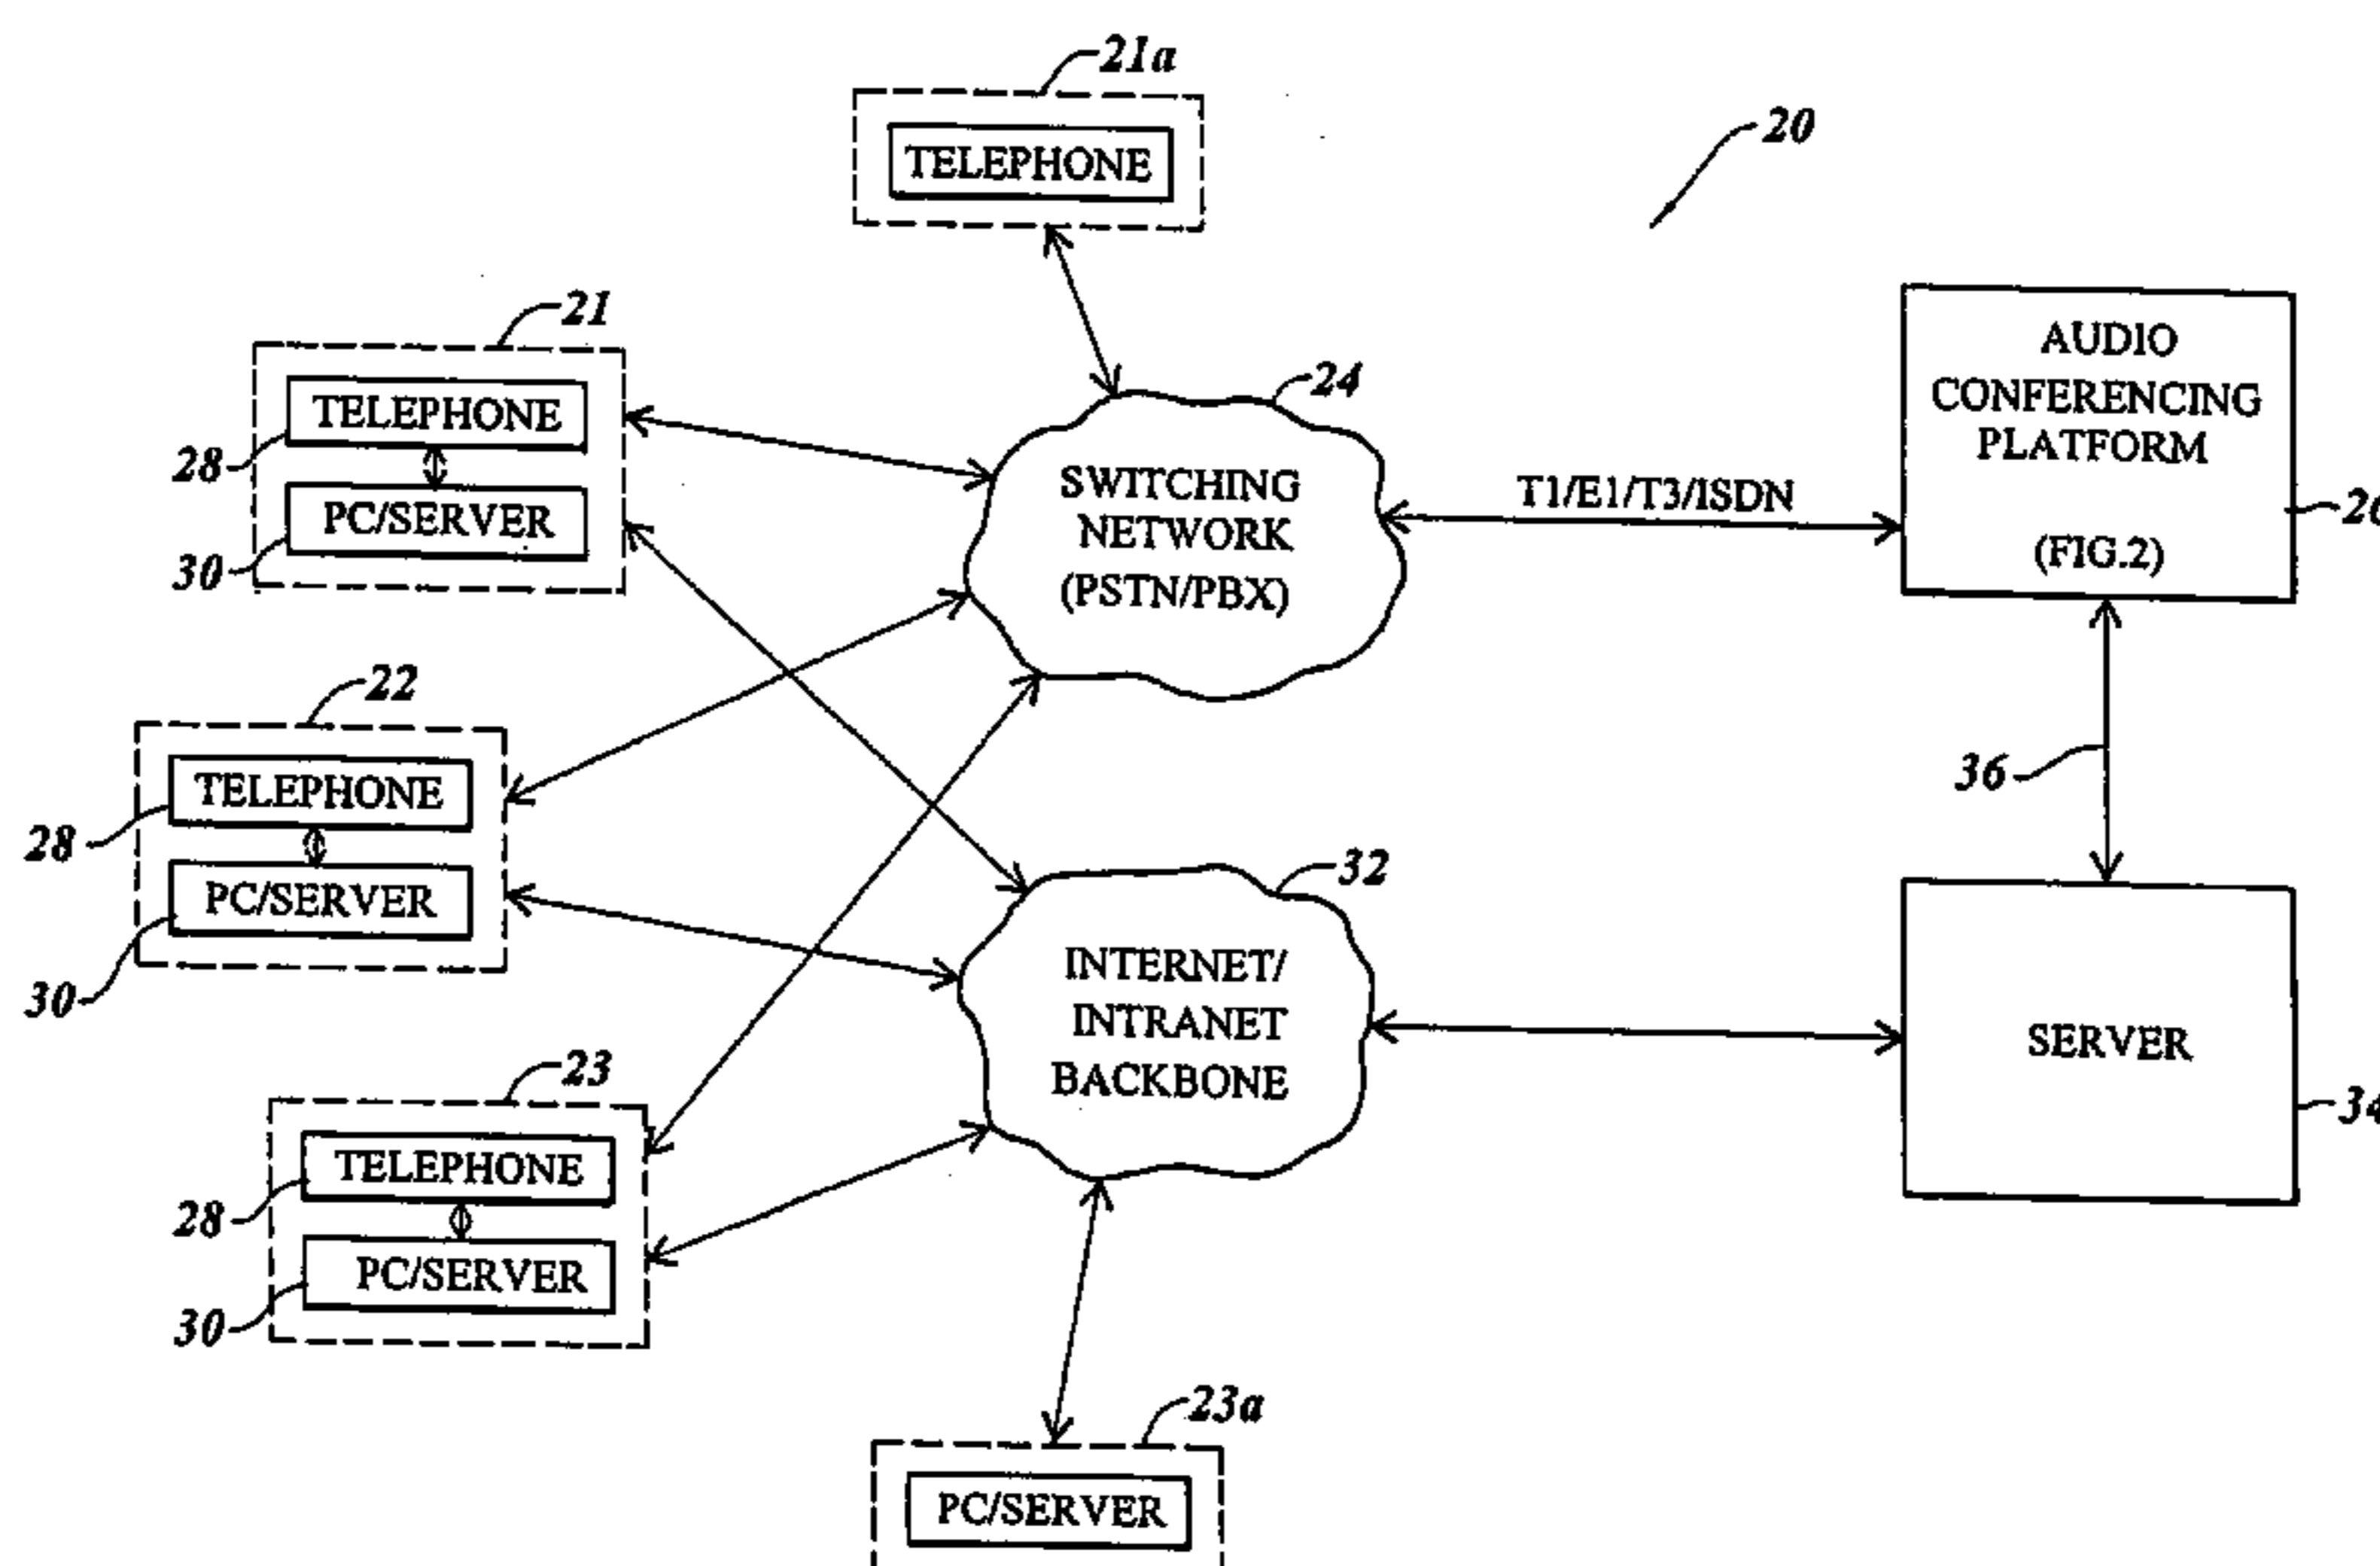 21a
TELEPHONE
20
21
TELEPHONE
28
PC/SERVER
30
24
SWITCHING
NETWORK
(PSTN/PBX)
T1/E1/T3/ISDN
AUDIO
CONFERENCING
PLATFORM
(FIG.2)
26
22
TELEPHONE
28
PC/SERVER
30
36
32
INTERNET/
INTRANET
BACKBONE
SERVER
34
23
TELEPHONE
28
PC/SERVER
30
23a
PC/SERVER